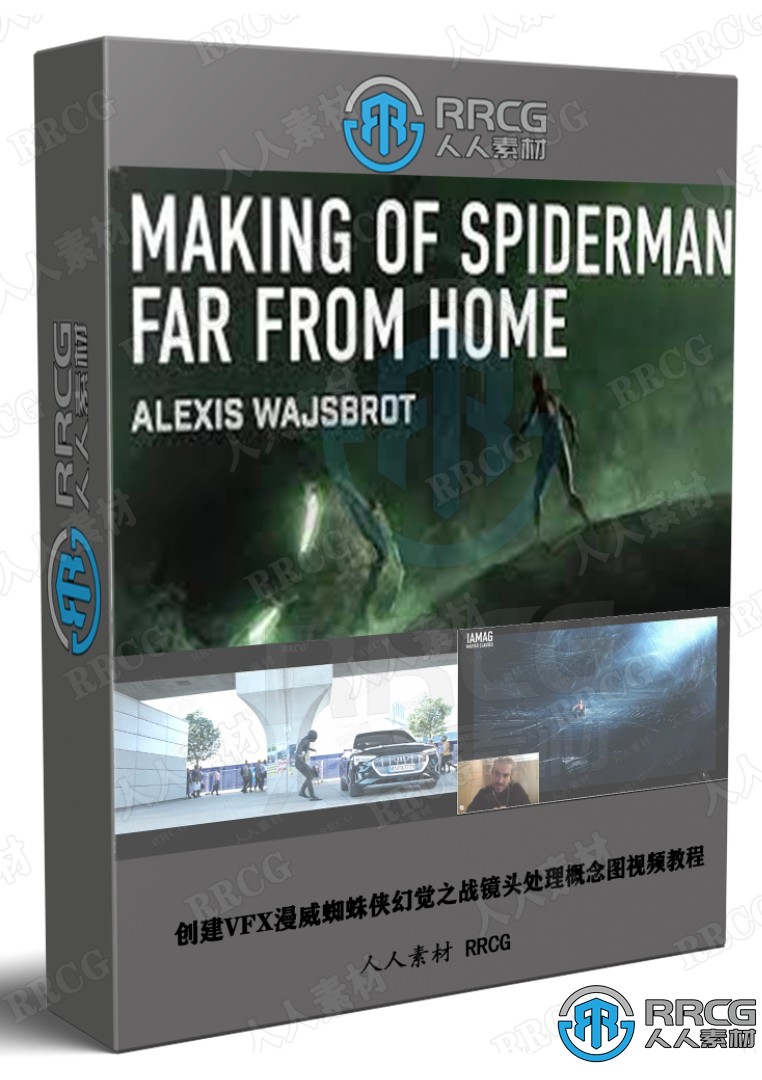 RRCG
人人素材
MAKING OF SPIDERMAN
FAR FROM HOME
ALEXIS WAJSBROT
RRCG
人人素材
IAMAG
MASTER CLASSES
创建VFX漫威蜘蛛侠幻觉之战镜头处理概念图视频教程
人人素材 RRCG
RRCG
人人素材